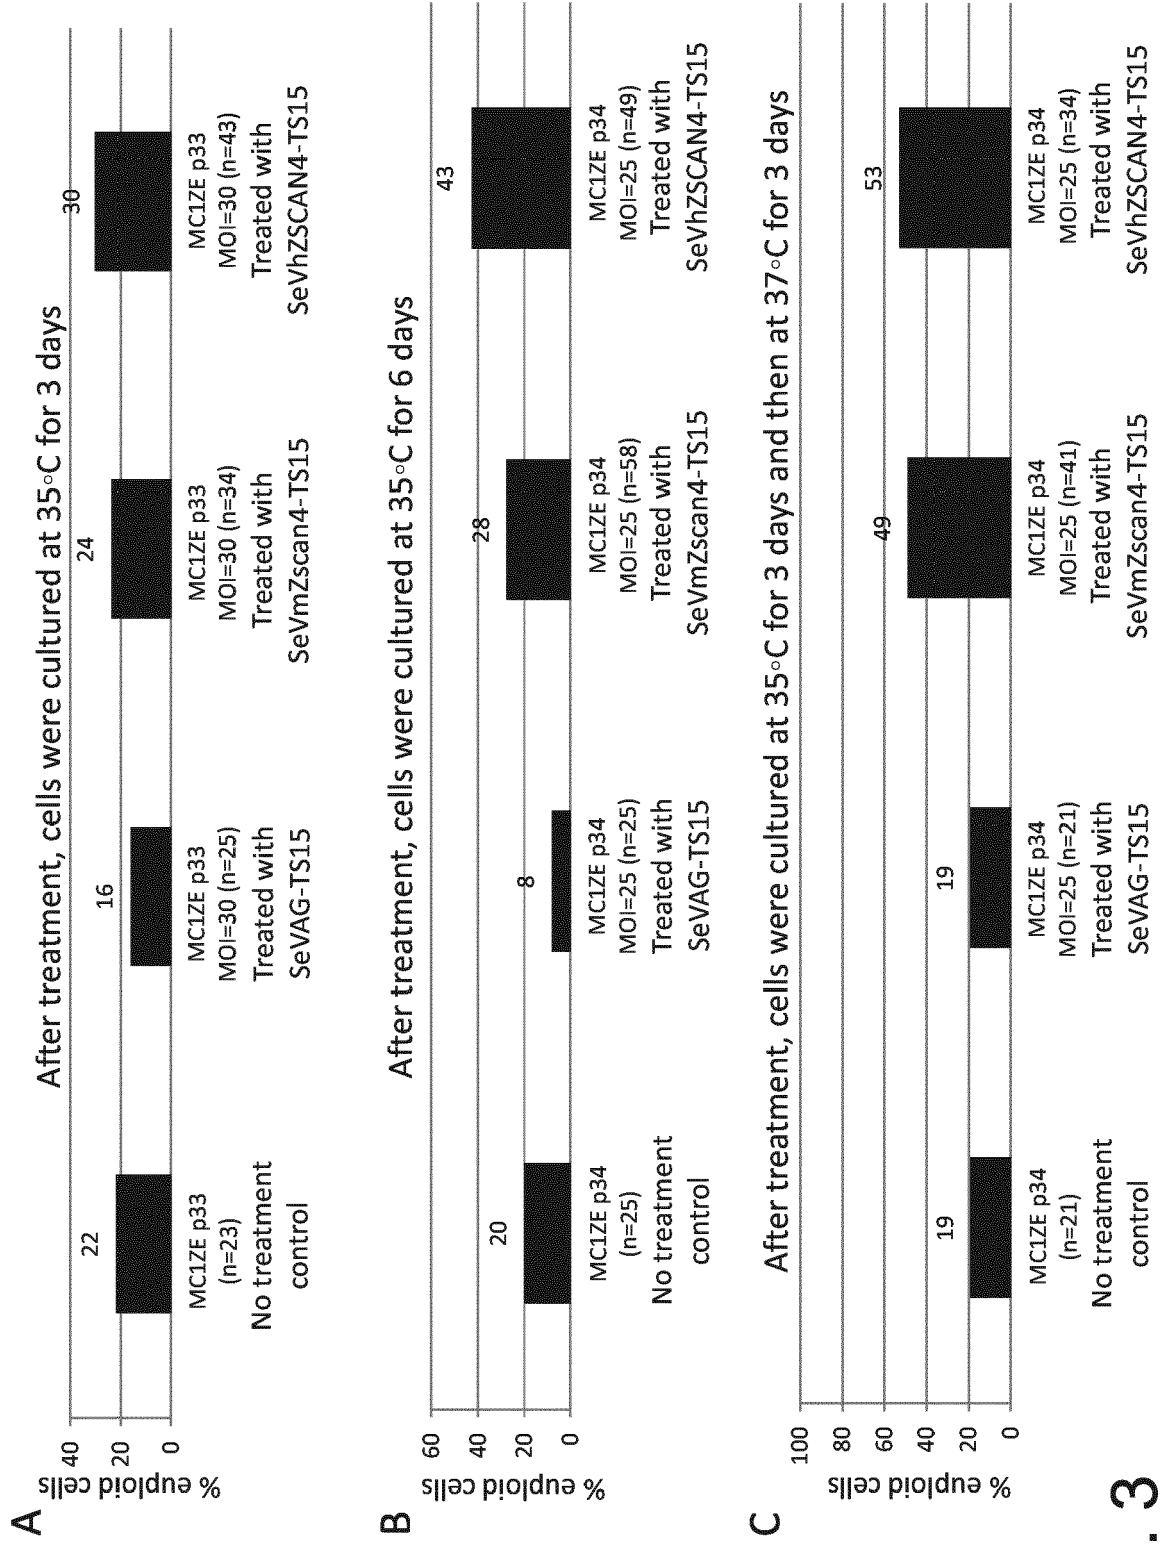 A
After treatment, cells were cultured at 35°C for 3 days
% euploid cells
40
20
0
22
16
24
30
MC1ZE p33
(n=23)
No treatment
control
MC1ZE p33
MOI=30 (n=25)
Treated with
SeVAG-TS15
MC1ZE p33
MOI=30 (n=34)
Treated with
SeVmZscan4-TS15
MC1ZE p33
MOI=30 (n=43)
Treated with
SeVhZSCAN4-TS15
B
After treatment, cells were cultured at 35°C for 6 days
% euploid cells
60
40
20
0
20
8
28
43
MC1ZE p34
(n=25)
No treatment
control
MC1ZE p34
MOI=25 (n=25)
Treated with
SeVAG-TS15
MC1ZE p34
MOI=25 (n=58)
Treated with
SeVmZscan4-TS15
MC1ZE p34
MOI=25 (n=49)
Treated with
SeVhZSCAN4-TS15
C
After treatment, cells were cultured at 35°C for 3 days and then at 37°C for 3 days
% euploid cells
100
80
60
40
20
0
19
19
49
53
MC1ZE p34
(n=21)
No treatment
control
MC1ZE p34
MOI=25 (n=21)
Treated with
SeVAG-TS15
MC1ZE p34
MOI=25 (n=41)
Treated with
SeVmZscan4-TS15
MC1ZE p34
MOI=25 (n=34)
Treated with
SeVhZSCAN4-TS15
. 3